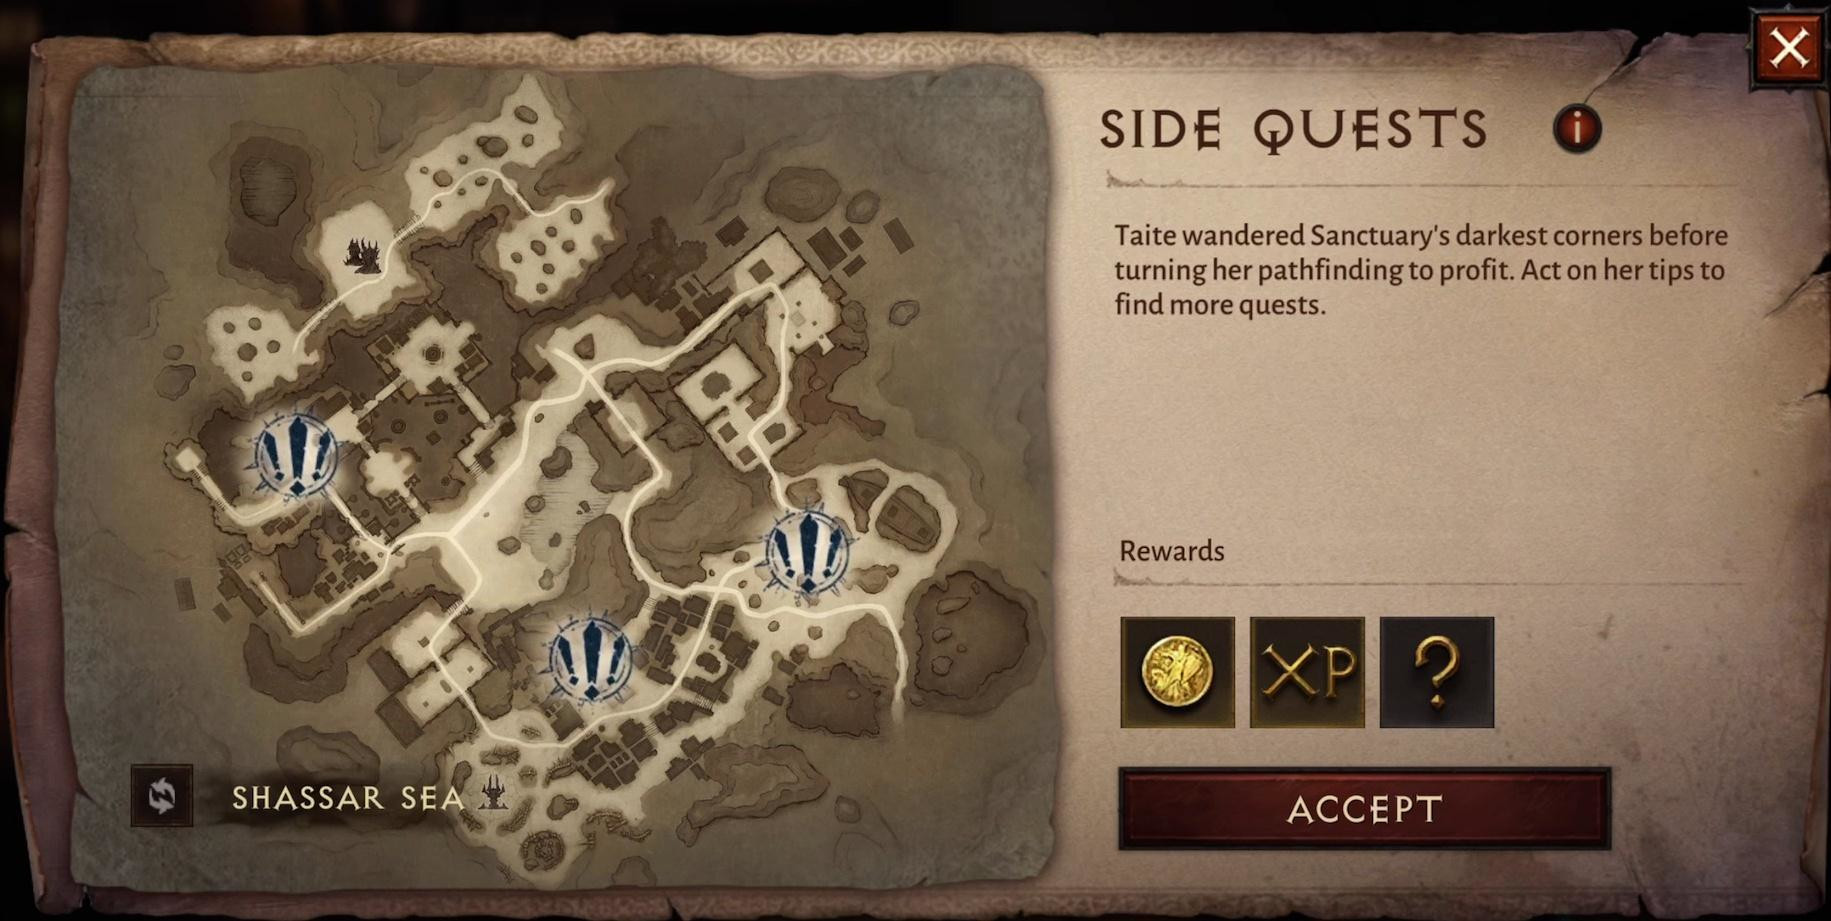 SIDE QUESTS
i
Taite wandered Sanctuary's darkest corners before
turning her pathfinding to profit. Act on her tips to
find more quests.
Rewards
XP
?
ACCEPT
SHASSAR SEA